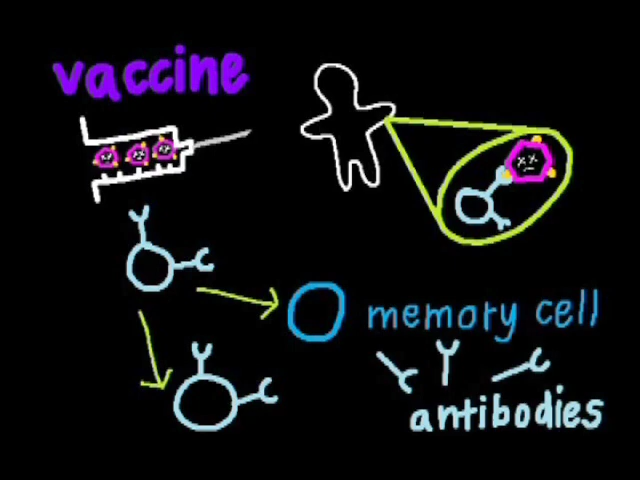 vaccine
memory cell
antibodies